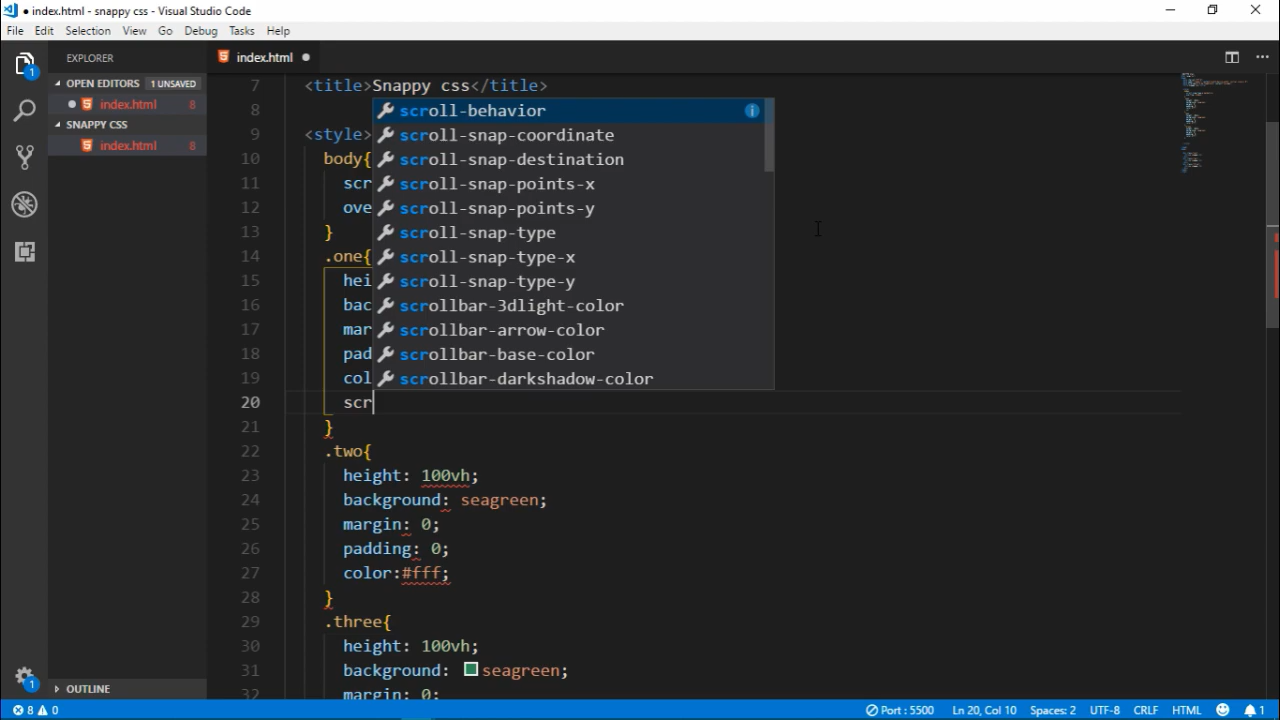 ● index.html - snappy css - Visual Studio Code
File Edit Selection View Go Debug Tasks Help
EXPLORER
OPEN EDITORS 1 UNSAVED
index.html 8
SNAPPY CSS
index.html 8
OUTLINE
1
1
index.html ●
7 <title>Snappy css</title>
8
9 <style>
10 body{
11 scr
12 ove
13 }
14 .one{
15 hei
16 bac
17 mar
18 pad
19 col
20 scr
21 }
22 .two{
23 height: 100vh;
24 background: seagreen;
25 margin: 0;
26 padding: 0;
27 color:#fff;
28 }
29 .three{
30 height: 100vh;
31 background: seagreen;
32 margin: 0;
scroll-behavior
scroll-snap-coordinate
scroll-snap-destination
scroll-snap-points-x
scroll-snap-points-y
scroll-snap-type
scroll-snap-type-x
scroll-snap-type-y
scrollbar-3dlight-color
scrollbar-arrow-color
scrollbar-base-color
scrollbar-darkshadow-color
8 0 Port : 5500 Ln 20, Col 10 Spaces: 2 UTF-8 CRLF HTML 1